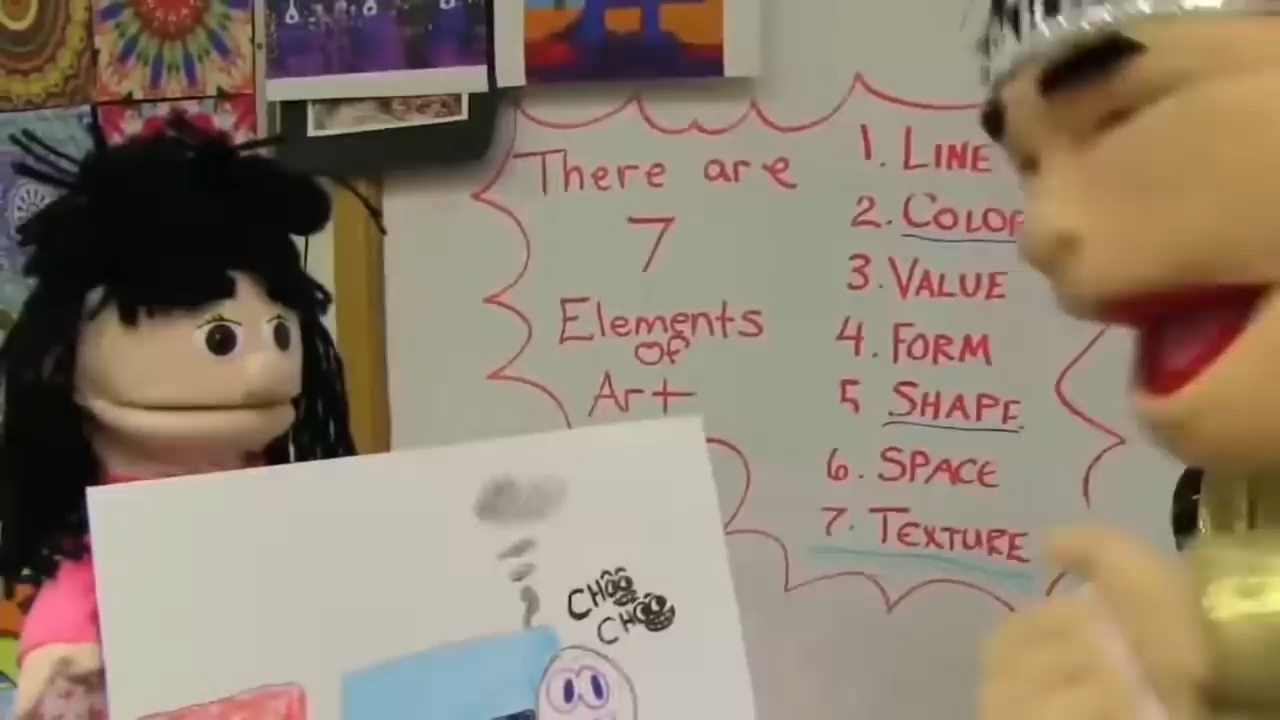 There are
7
Elements
of
Art
1. LINE
2. COLOR
3. VALUE
4. FORM
5 SHAPE
6. SPACE
7. TEXTURE
CHOO
CHOO